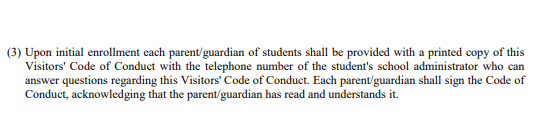 (3) Upon initial enrollment each parent/guardian of students shall be provided with a printed copy of this
Visitors' Code of Conduct with the telephone number of the student's school administrator who can
answer questions regarding this Visitors' Code of Conduct. Each parent/guardian shall sign the Code of
Conduct, acknowledging that the parent/guardian has read and understands it.